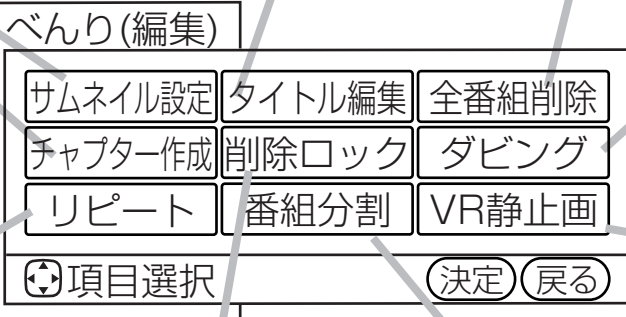 べんり(編集)
サムネイル設定 タイトル編集 全番組削除
チャプター作成 削除ロック ダビング
リピート 番組分割 VR静止画
項目選択 決定 戻る